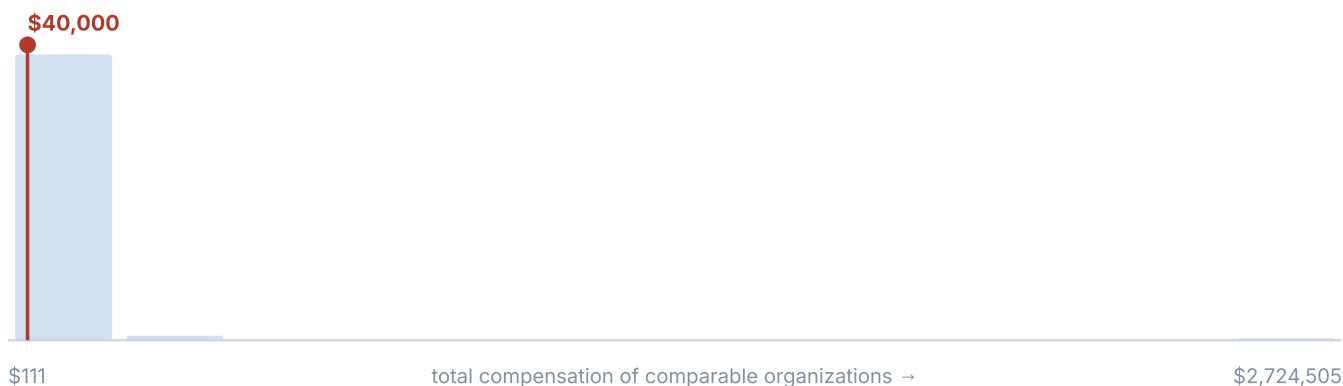 $40,000
$111 total compensation of comparable organizations → $2,724,505